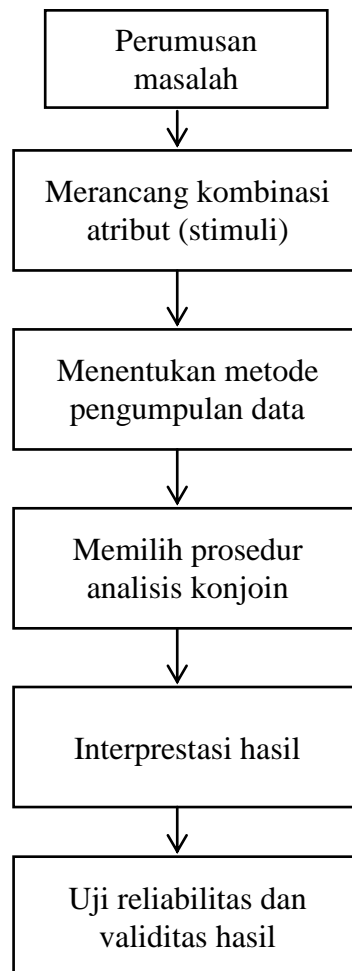 Perumusan
masalah
Merancang kombinasi
atribut (stimuli)
Menentukan metode
pengumpulan data
Memilih prosedur
analisis konjoin
Interprestasi hasil
Uji reliabilitas dan
validitas hasil